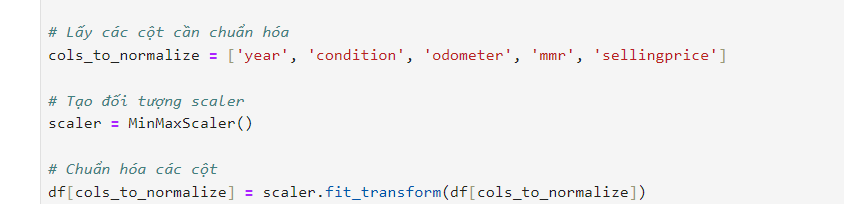 # Lấy các cột cần chuẩn hóa
cols_to_normalize = ['year', 'condition', 'odometer', 'mmr', 'sellingprice']
# Tạo đối tượng scaler
scaler = MinMaxScaler()
# Chuẩn hóa các cột
df[cols_to_normalize] = scaler.fit_transform(df[cols_to_normalize])